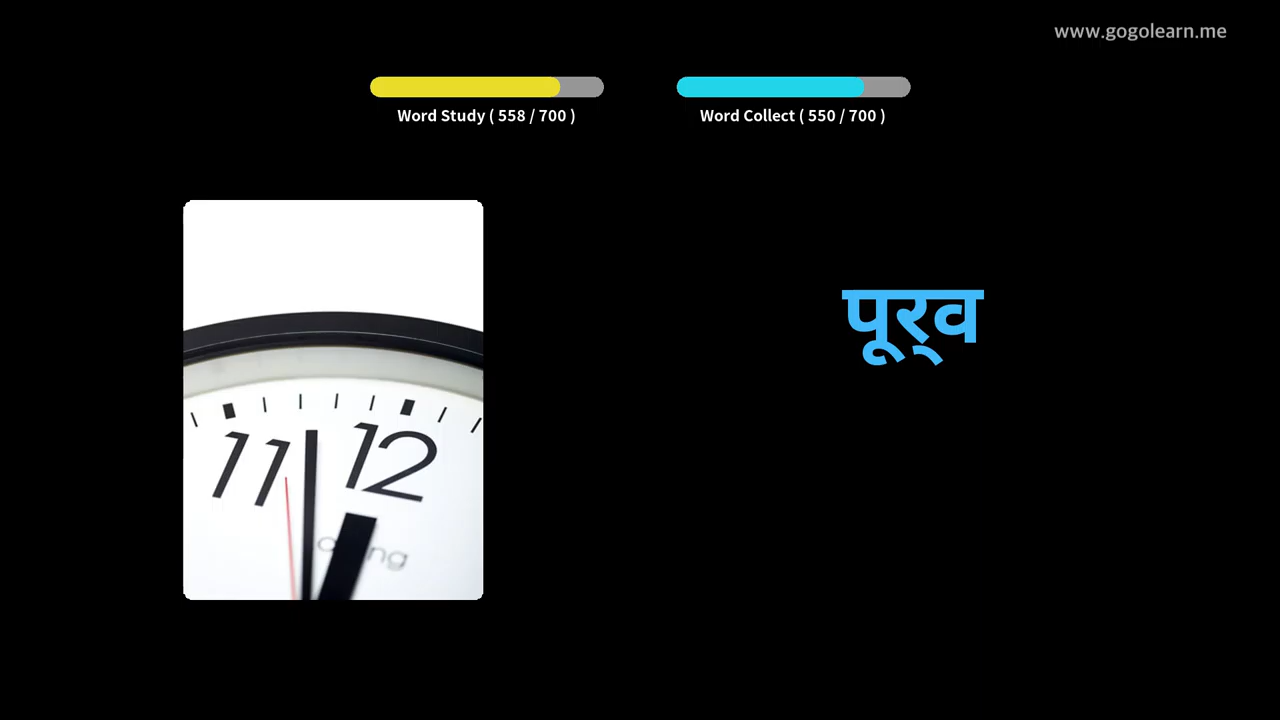 www.gogolearn.me
Word Study ( 558 / 700 )
Word Collect ( 550 / 700 )
पूर्व
11 12